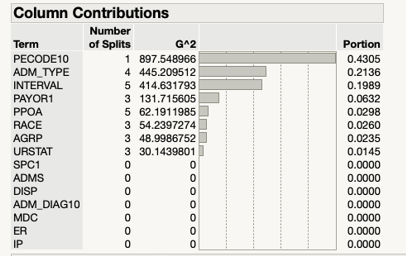 Column Contributions
Number
Term of Splits G^2 Portion
PECODE10 1 897.548966 0.4305
ADM_TYPE 4 445.209512 0.2136
INTERVAL 5 414.631793 0.1989
PAYOR1 3 131.715605 0.0632
PPOA 5 62.1911985 0.0298
RACE 3 54.2397274 0.0260
AGRP 3 48.9986752 0.0235
URSTAT 3 30.1439801 0.0145
SPC1 0 0 0.0000
ADMS 0 0 0.0000
DISP 0 0 0.0000
ADM_DIAG10 0 0 0.0000
MDC 0 0 0.0000
ER 0 0 0.0000
IP 0 0 0.0000